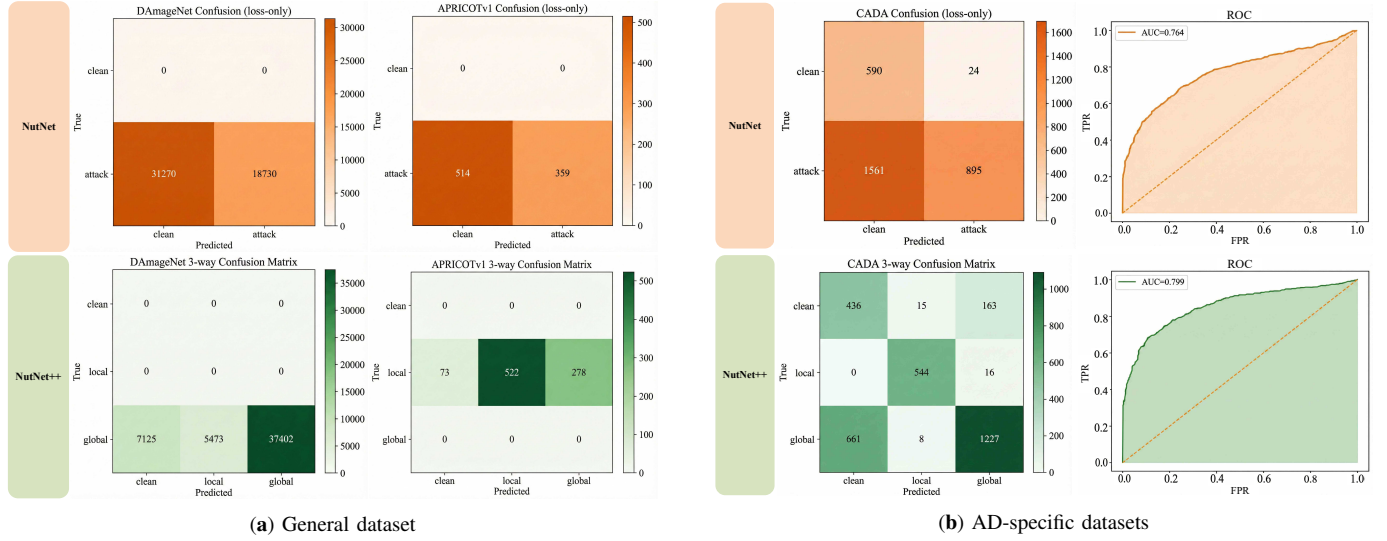 NutNet
DAmageNet Confusion (loss-only)
True
clean
attack
0
0
31270
18730
clean
attack
Predicted
30000
25000
20000
15000
10000
5000
0
APRICOTv1 Confusion (loss-only)
True
clean
attack
0
0
514
359
clean
attack
Predicted
500
400
300
200
100
0
NutNet++
DAmageNet 3-way Confusion Matrix
True
clean
local
global
0
0
0
0
0
0
7125
5473
37402
clean
local
global
Predicted
35000
30000
25000
20000
15000
10000
5000
0
APRICOTv1 3-way Confusion Matrix
True
clean
local
global
0
0
0
73
522
278
0
0
0
clean
local
global
Predicted
500
400
300
200
100
0
(a) General dataset
NutNet
CADA Confusion (loss-only)
True
clean
attack
590
24
1561
895
clean
attack
Predicted
1600
1400
1200
1000
800
600
400
200
0
ROC
AUC=0.764
TPR
1.0
0.8
0.6
0.4
0.2
0.0
0.0
0.2
0.4
0.6
0.8
1.0
FPR
NutNet++
CADA 3-way Confusion Matrix
True
clean
local
global
436
15
163
0
544
16
661
8
1227
clean
local
global
Predicted
1000
800
600
400
200
0
ROC
AUC=0.799
TPR
1.0
0.8
0.6
0.4
0.2
0.0
0.0
0.2
0.4
0.6
0.8
1.0
FPR
(b) AD-specific datasets